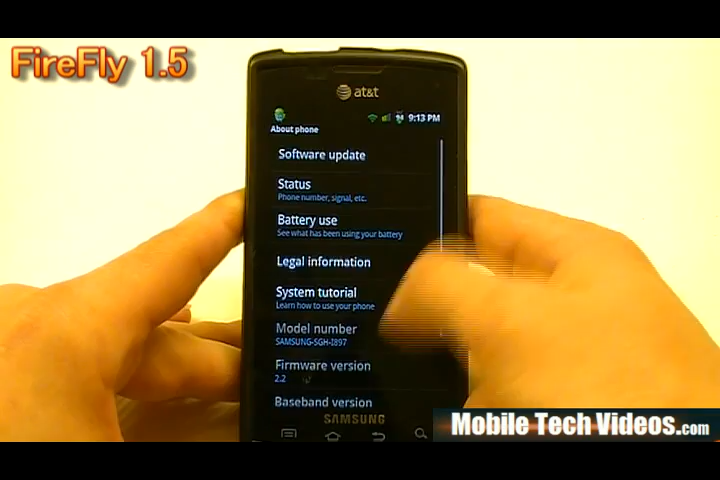 FireFly 1.5
at&t
9:13 PM
About phone
Software update
Status
Phone number, signal, etc.
Battery use
See what has been using your battery
Legal information
System tutorial
Learn how to use your phone
Model number
SAMSUNG-SGH-I897
Firmware version
2.2
Baseband version
SAMSUNG
Mobile Tech Videos.com